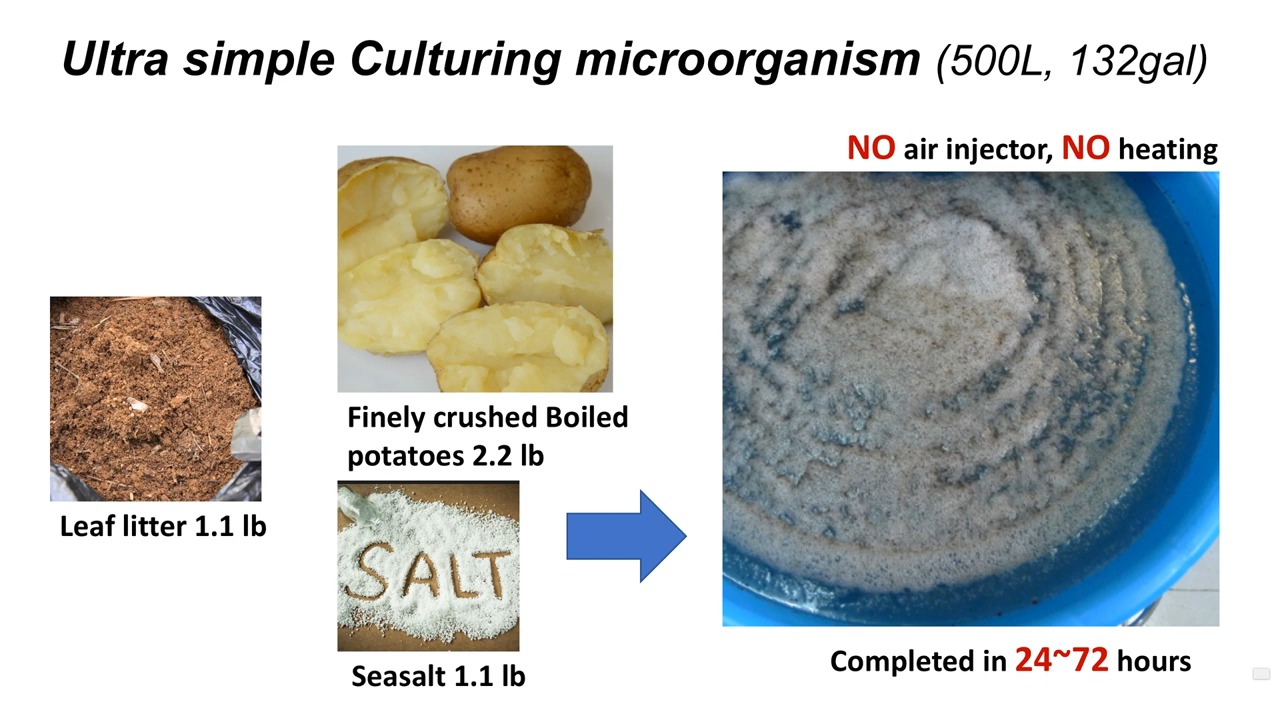 Ultra simple Culturing microorganism (500L, 132gal)
NO air injector, NO heating
Finely crushed Boiled
potatoes 2.2 lb
Leaf litter 1.1 lb
SALT
Seasalt 1.1 lb
Completed in 24~72 hours